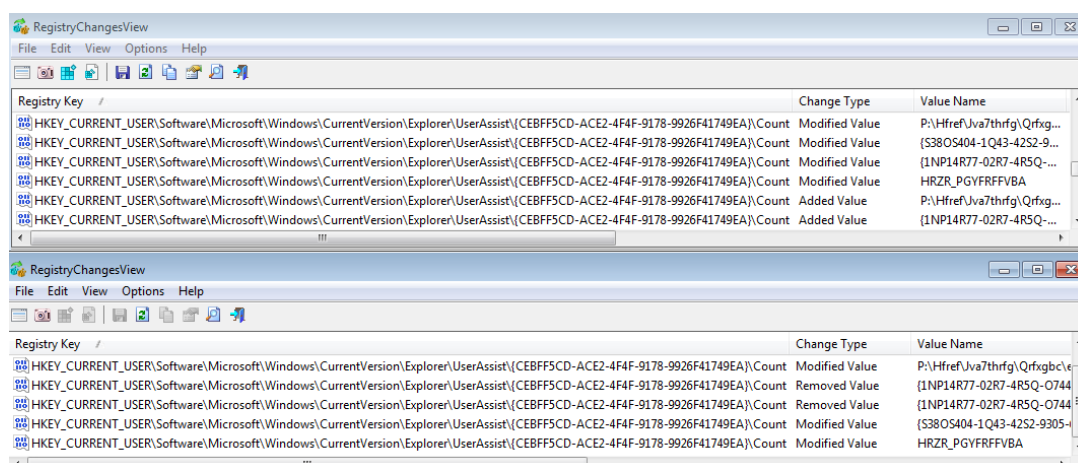 RegistryChangesView
File Edit View Options Help
Registry Key / Change Type Value Name
HKEY_CURRENT_USER\Software\Microsoft\Windows\CurrentVersion\Explorer\UserAssist\{CEBFF5CD-ACE2-4F4F-9178-9926F41749EA}\Count Modified Value P:\Hfref\Jva7thrfg\Qrfxg...
HKEY_CURRENT_USER\Software\Microsoft\Windows\CurrentVersion\Explorer\UserAssist\{CEBFF5CD-ACE2-4F4F-9178-9926F41749EA}\Count Modified Value {S38OS404-1Q43-42S2-9...
HKEY_CURRENT_USER\Software\Microsoft\Windows\CurrentVersion\Explorer\UserAssist\{CEBFF5CD-ACE2-4F4F-9178-9926F41749EA}\Count Modified Value {1NP14R77-02R7-4R5Q-...
HKEY_CURRENT_USER\Software\Microsoft\Windows\CurrentVersion\Explorer\UserAssist\{CEBFF5CD-ACE2-4F4F-9178-9926F41749EA}\Count Modified Value HRZR_PGYFRFFVBA
HKEY_CURRENT_USER\Software\Microsoft\Windows\CurrentVersion\Explorer\UserAssist\{CEBFF5CD-ACE2-4F4F-9178-9926F41749EA}\Count Added Value P:\Hfref\Jva7thrfg\Qrfxg...
HKEY_CURRENT_USER\Software\Microsoft\Windows\CurrentVersion\Explorer\UserAssist\{CEBFF5CD-ACE2-4F4F-9178-9926F41749EA}\Count Added Value {1NP14R77-02R7-4R5Q-...
RegistryChangesView
File Edit View Options Help
Registry Key / Change Type Value Name
HKEY_CURRENT_USER\Software\Microsoft\Windows\CurrentVersion\Explorer\UserAssist\{CEBFF5CD-ACE2-4F4F-9178-9926F41749EA}\Count Modified Value P:\Hfref\Jva7thrfg\Qrfxgbc\e
HKEY_CURRENT_USER\Software\Microsoft\Windows\CurrentVersion\Explorer\UserAssist\{CEBFF5CD-ACE2-4F4F-9178-9926F41749EA}\Count Removed Value {1NP14R77-02R7-4R5Q-O744
HKEY_CURRENT_USER\Software\Microsoft\Windows\CurrentVersion\Explorer\UserAssist\{CEBFF5CD-ACE2-4F4F-9178-9926F41749EA}\Count Removed Value {1NP14R77-02R7-4R5Q-O744
HKEY_CURRENT_USER\Software\Microsoft\Windows\CurrentVersion\Explorer\UserAssist\{CEBFF5CD-ACE2-4F4F-9178-9926F41749EA}\Count Modified Value {S38OS404-1Q43-42S2-9305-
HKEY_CURRENT_USER\Software\Microsoft\Windows\CurrentVersion\Explorer\UserAssist\{CEBFF5CD-ACE2-4F4F-9178-9926F41749EA}\Count Modified Value HRZR_PGYFRFFVBA